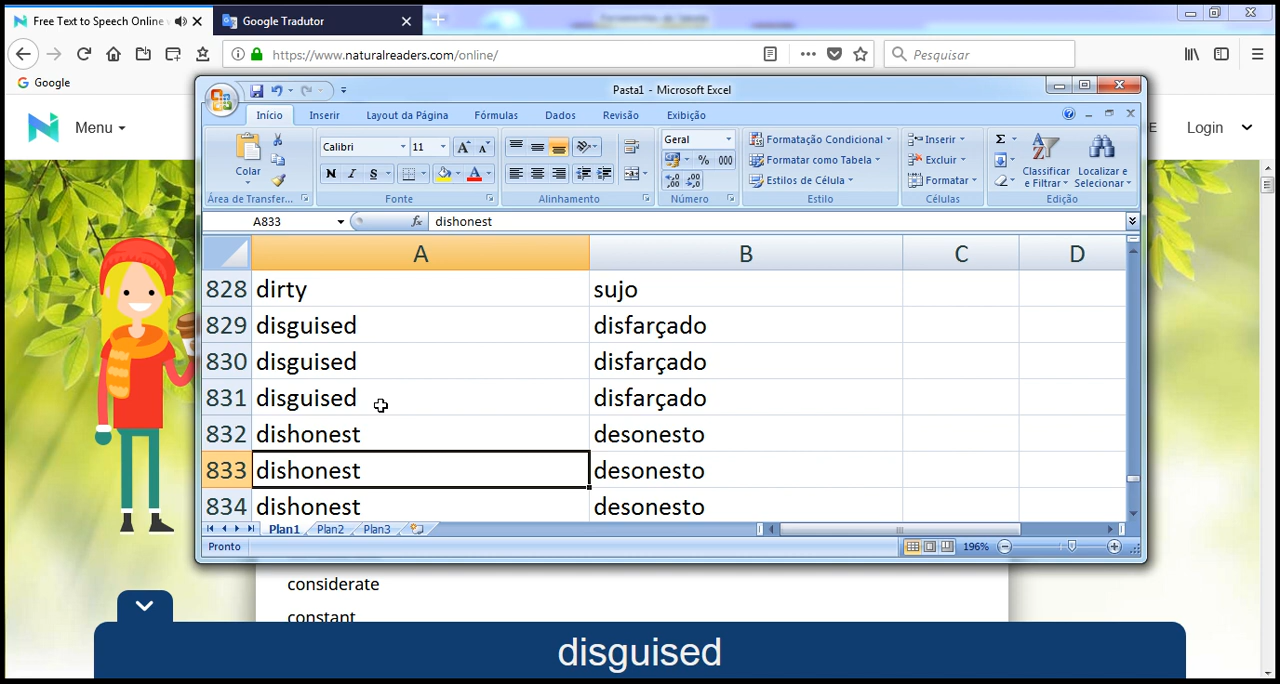 Free Text to Speech Online
Google Tradutor
https://www.naturalreaders.com/online/
Pesquisar
Google
Menu
E
Login
Pasta1 - Microsoft Excel
Início Inserir Layout da Página Fórmulas Dados Revisão Exibição
Colar
Área de Transfer...
Calibri 11
N I S
Fonte
Alinhamento
Geral
% 000
Número
Formatação Condicional
Formatar como Tabela
Estilos de Célula
Estilo
Inserir
Excluir
Formatar
Células
Σ
Classificar e Filtrar
Localizar e Selecionar
Edição
A833 fx dishonest
A B C D
828 dirty sujo
829 disguised disfarçado
830 disguised disfarçado
831 disguised disfarçado
832 dishonest desonesto
833 dishonest desonesto
834 dishonest desonesto
Plan1 Plan2 Plan3
Pronto 196%
considerate
constant
disguised